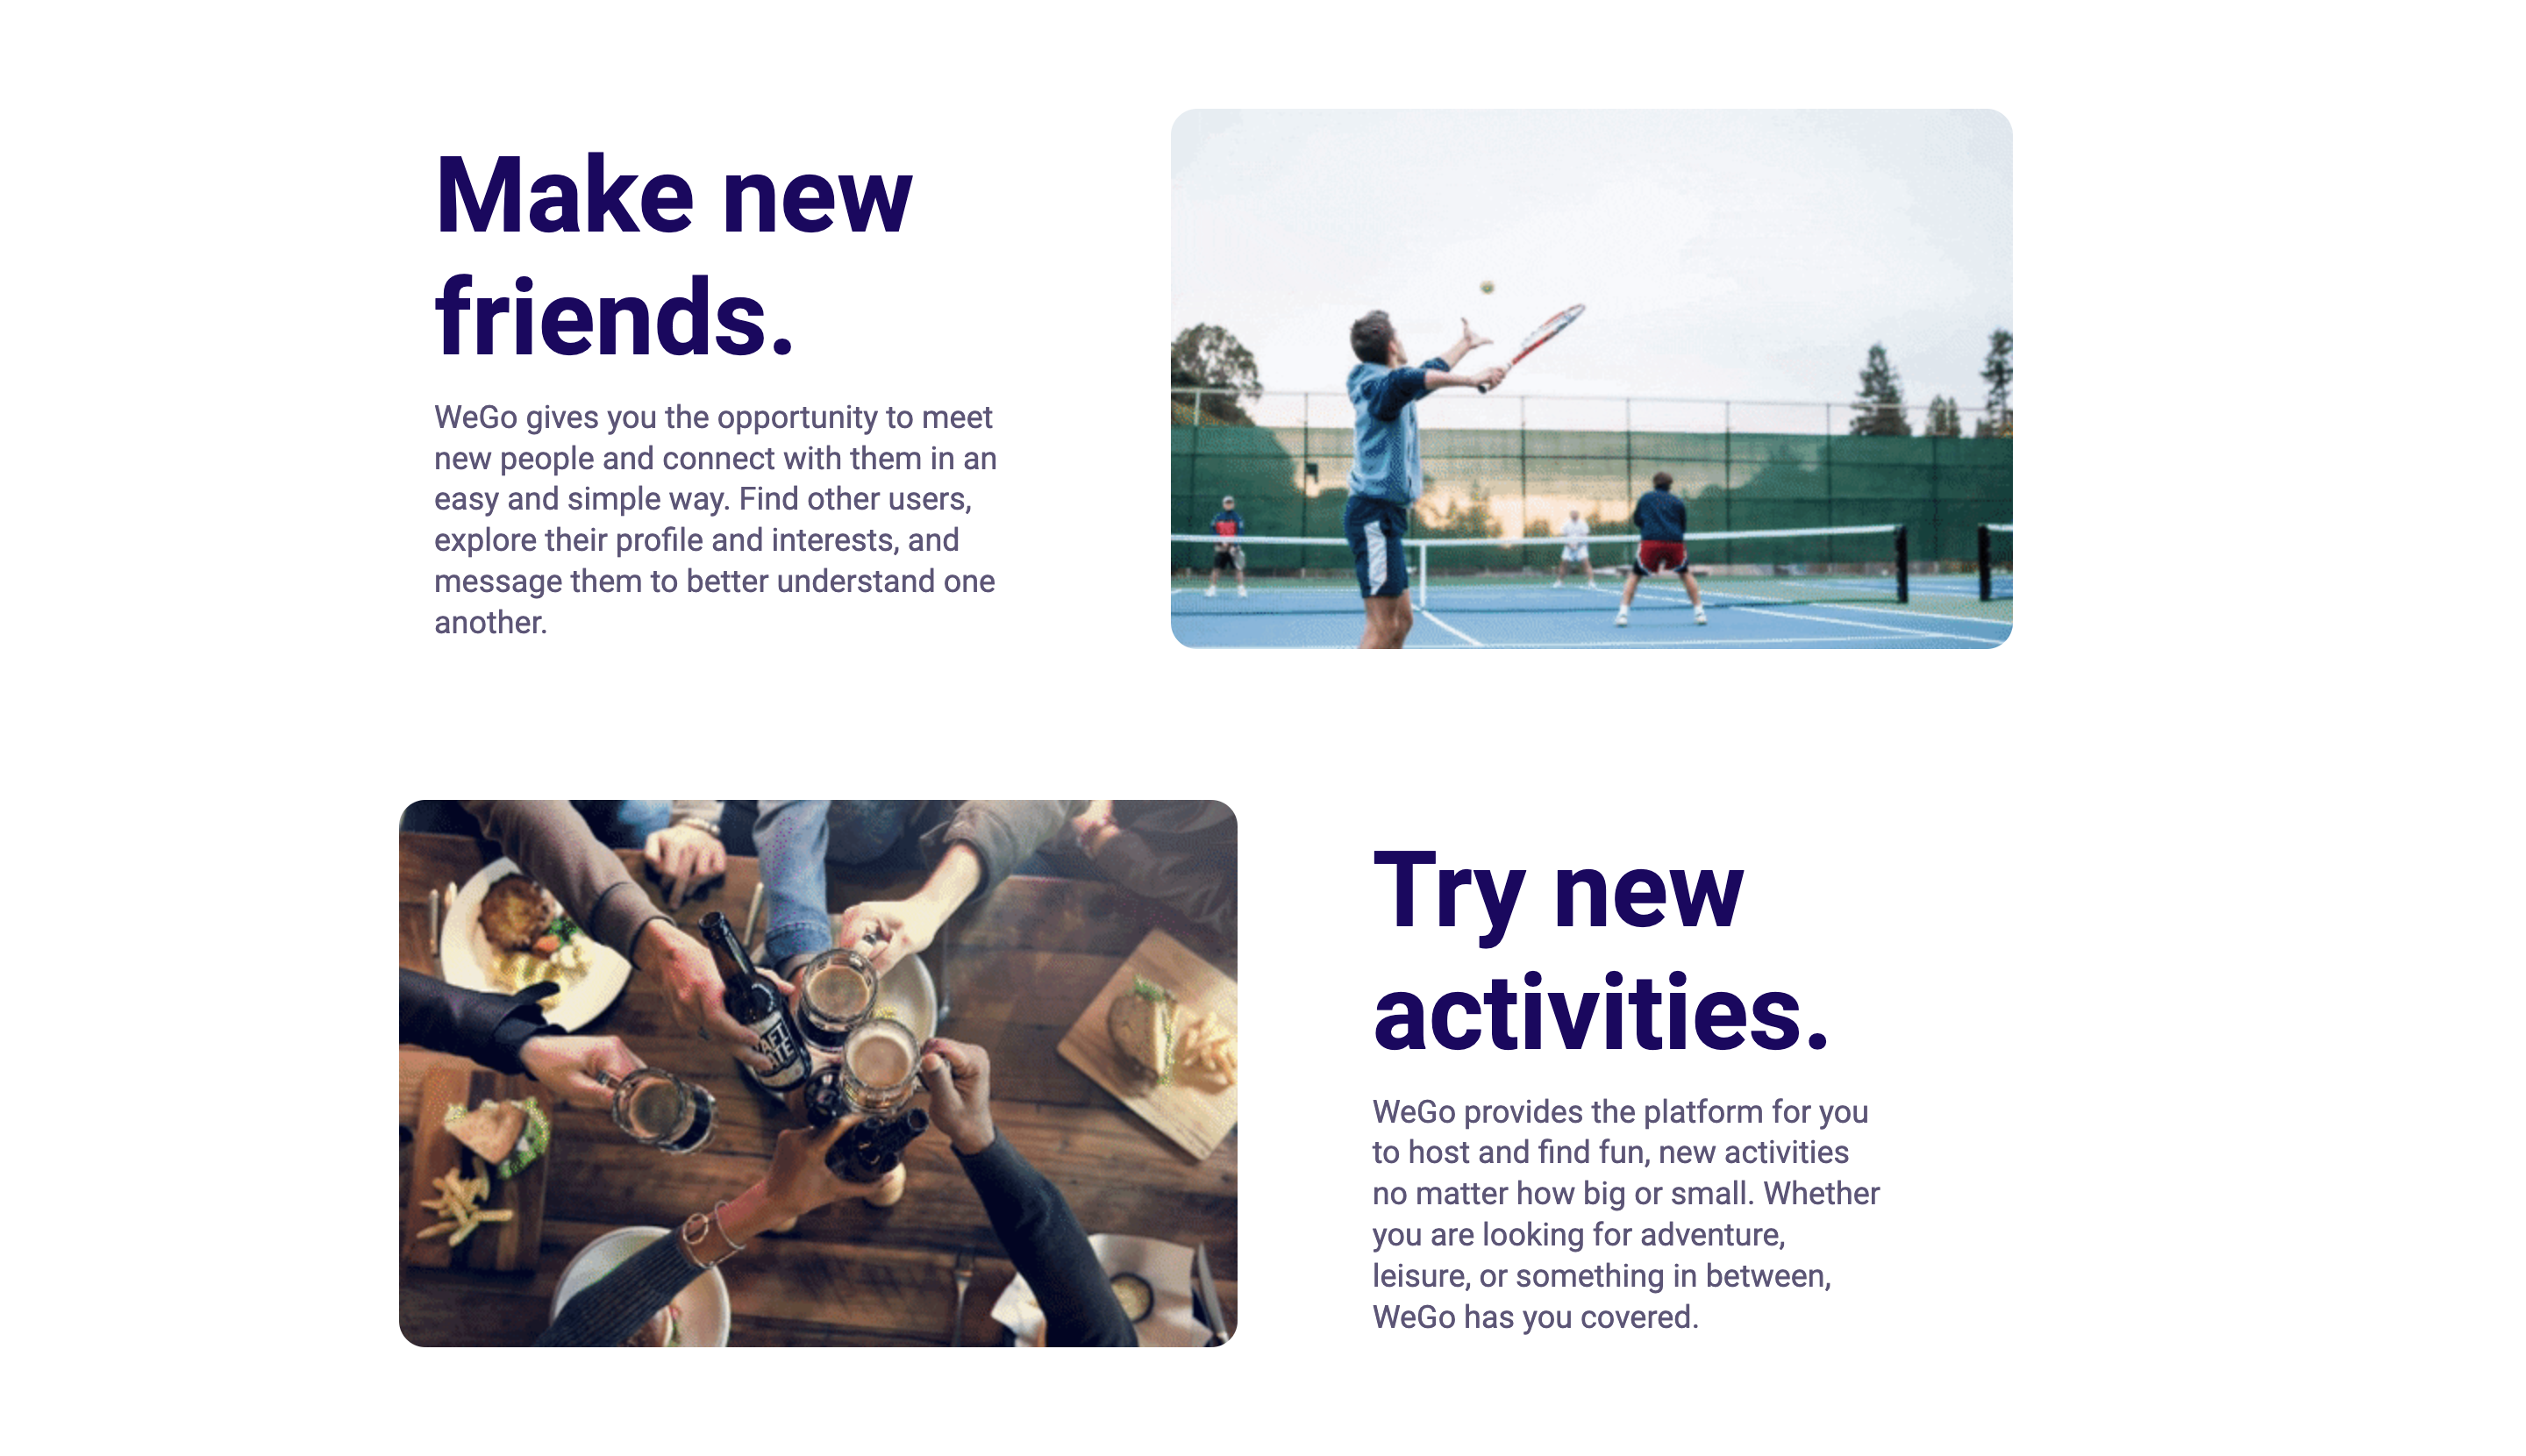 Make new
friends.
WeGo gives you the opportunity to meet
new people and connect with them in an
easy and simple way. Find other users,
explore their profile and interests, and
message them to better understand one
another.
Try new
activities.
WeGo provides the platform for you
to host and find fun, new activities
no matter how big or small. Whether
you are looking for adventure,
leisure, or something in between,
WeGo has you covered.